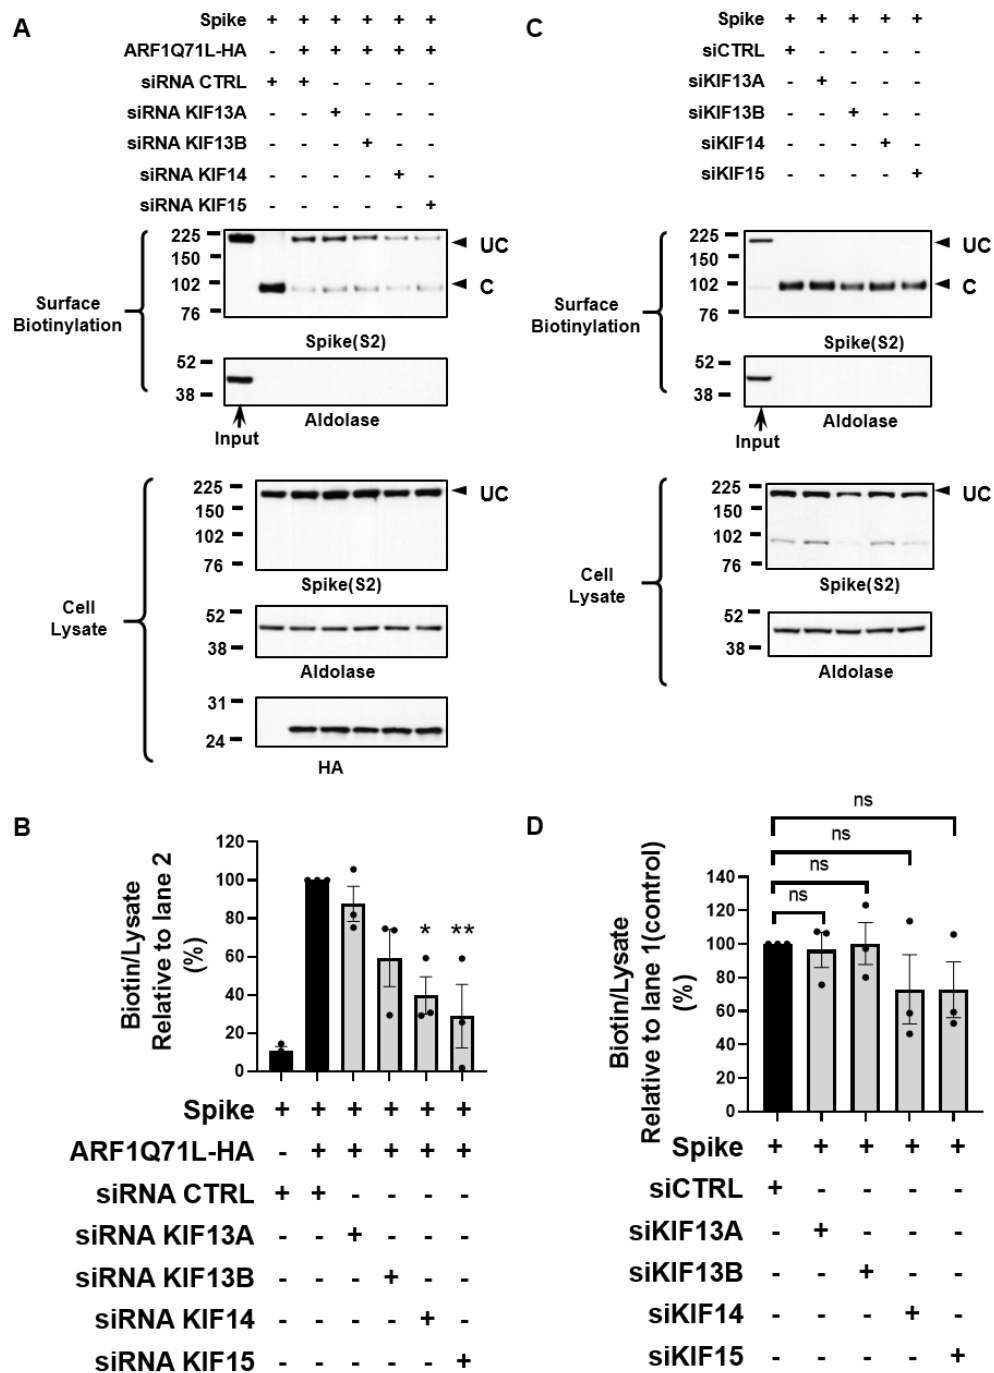 A
Spike + + + + + +
ARF1Q71L-HA - + + + + +
siRNA CTRL + + - - - -
siRNA KIF13A - - + - - -
siRNA KIF13B - - - + - -
siRNA KIF14 - - - - + -
siRNA KIF15 - - - - - +
Surface Biotinylation
225
150
102
76
UC
C
Spike(S2)
52
38
Aldolase
Input
Cell
Lysate
225
150
102
76
UC
Spike(S2)
52
38
Aldolase
31
24
HA
C
Spike + + + + +
siCTRL + - - - -
siKIF13A - + - - -
siKIF13B - - + - -
siKIF14 - - - + -
siKIF15 - - - - +
Surface
Biotinylation
225
150
102
76
UC
C
Spike(S2)
52
38
Aldolase
Input
Cell
Lysate
225
150
102
76
UC
Spike(S2)
52
38
Aldolase
B
Biotin/Lysate
Relative to lane 2
(%)
120
100
80
60
40
20
0
* **
Spike + + + + + +
ARF1Q71L-HA - + + + + +
siRNA CTRL + + - - - -
siRNA KIF13A - - + - - -
siRNA KIF13B - - - + - -
siRNA KIF14 - - - - + -
siRNA KIF15 - - - - - +
D
Biotin/Lysate
Relative to lane 1(control)
(%)
140
120
100
80
60
40
20
0
ns
ns
ns
ns
Spike + + + + +
siCTRL + - - - -
siKIF13A - + - - -
siKIF13B - - + - -
siKIF14 - - - + -
siKIF15 - - - - +